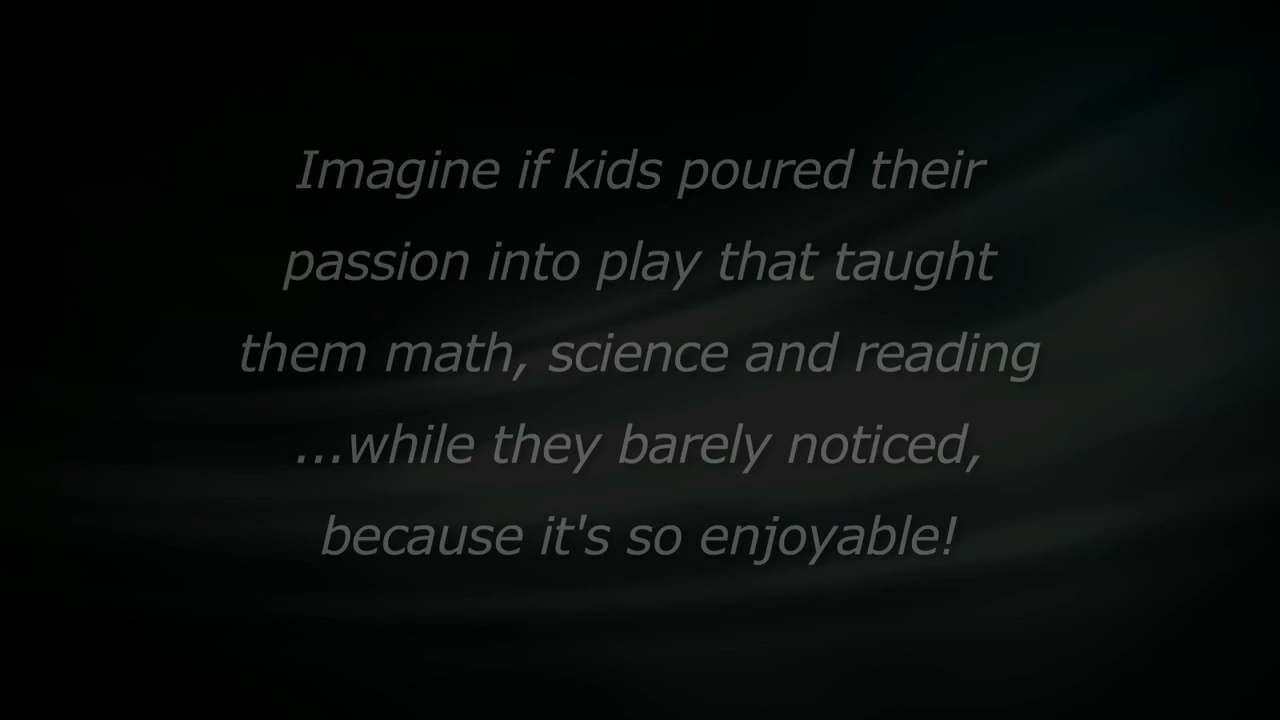 Imagine if kids poured their
passion into play that taught
them math, science and reading
...while they barely noticed,
because it's so enjoyable!